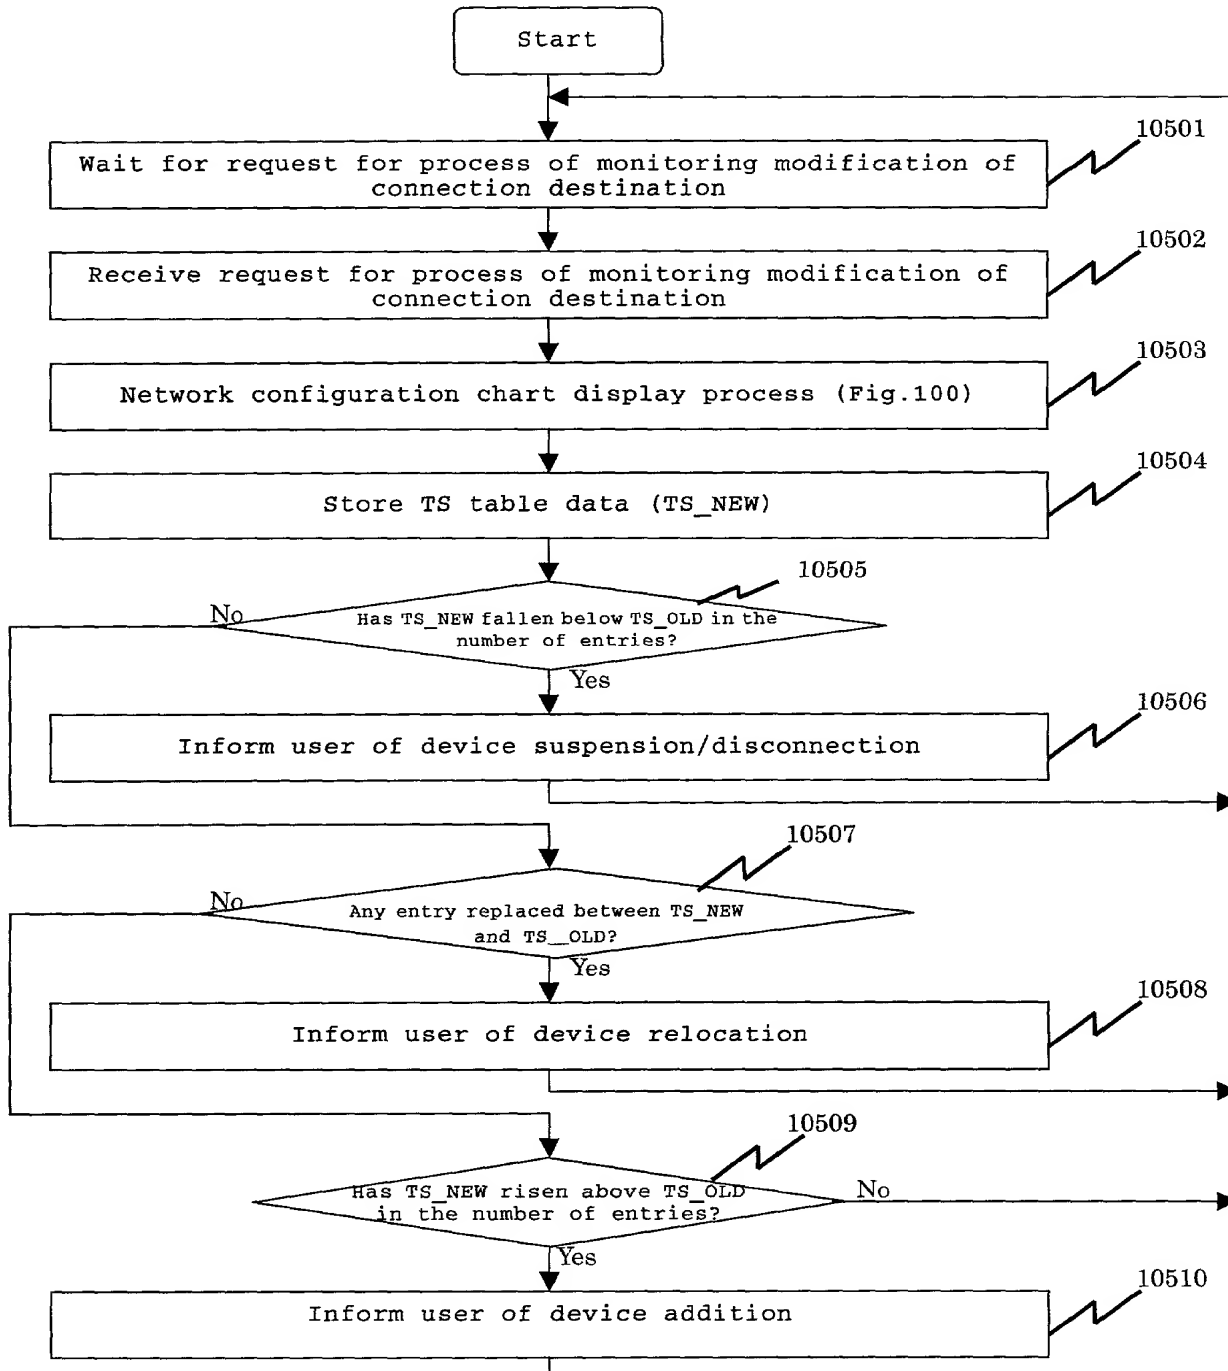 Start
10501
Wait for request for process of monitoring modification of
connection destination
10502
Receive request for process of monitoring modification of
connection destination
10503
Network configuration chart display process (Fig.100)
10504
Store TS table data (TS_NEW)
10505
No
Has TS_NEW fallen below TS_OLD in the
number of entries?
Yes
10506
Inform user of device suspension/disconnection
10507
No
Any entry replaced between TS_NEW
and TS_OLD?
Yes
10508
Inform user of device relocation
10509
Has TS_NEW risen above TS_OLD
in the number of entries?
No
Yes
10510
Inform user of device addition